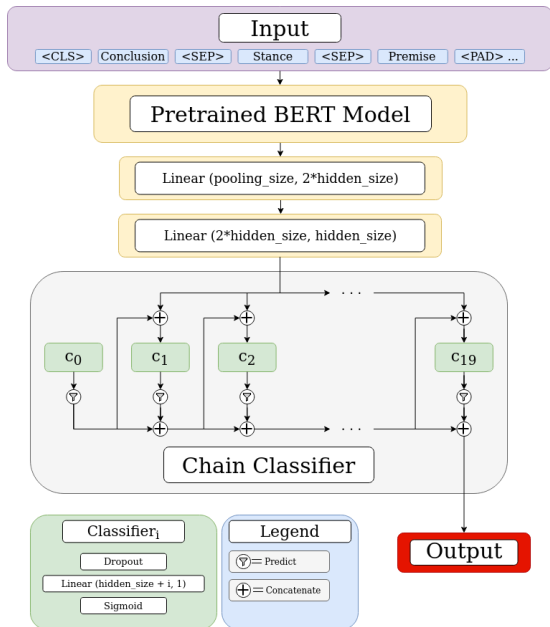 Input
<CLS> Conclusion <SEP> Stance <SEP> Premise <PAD> ...
Pretrained BERT Model
Linear (pooling_size, 2*hidden_size)
Linear (2*hidden_size, hidden_size)
. . .
c0 c1 c2 c19
. . .
Chain Classifier
Classifieri
Dropout
Linear (hidden_size + i, 1)
Sigmoid
Legend
= Predict
= Concatenate
Output